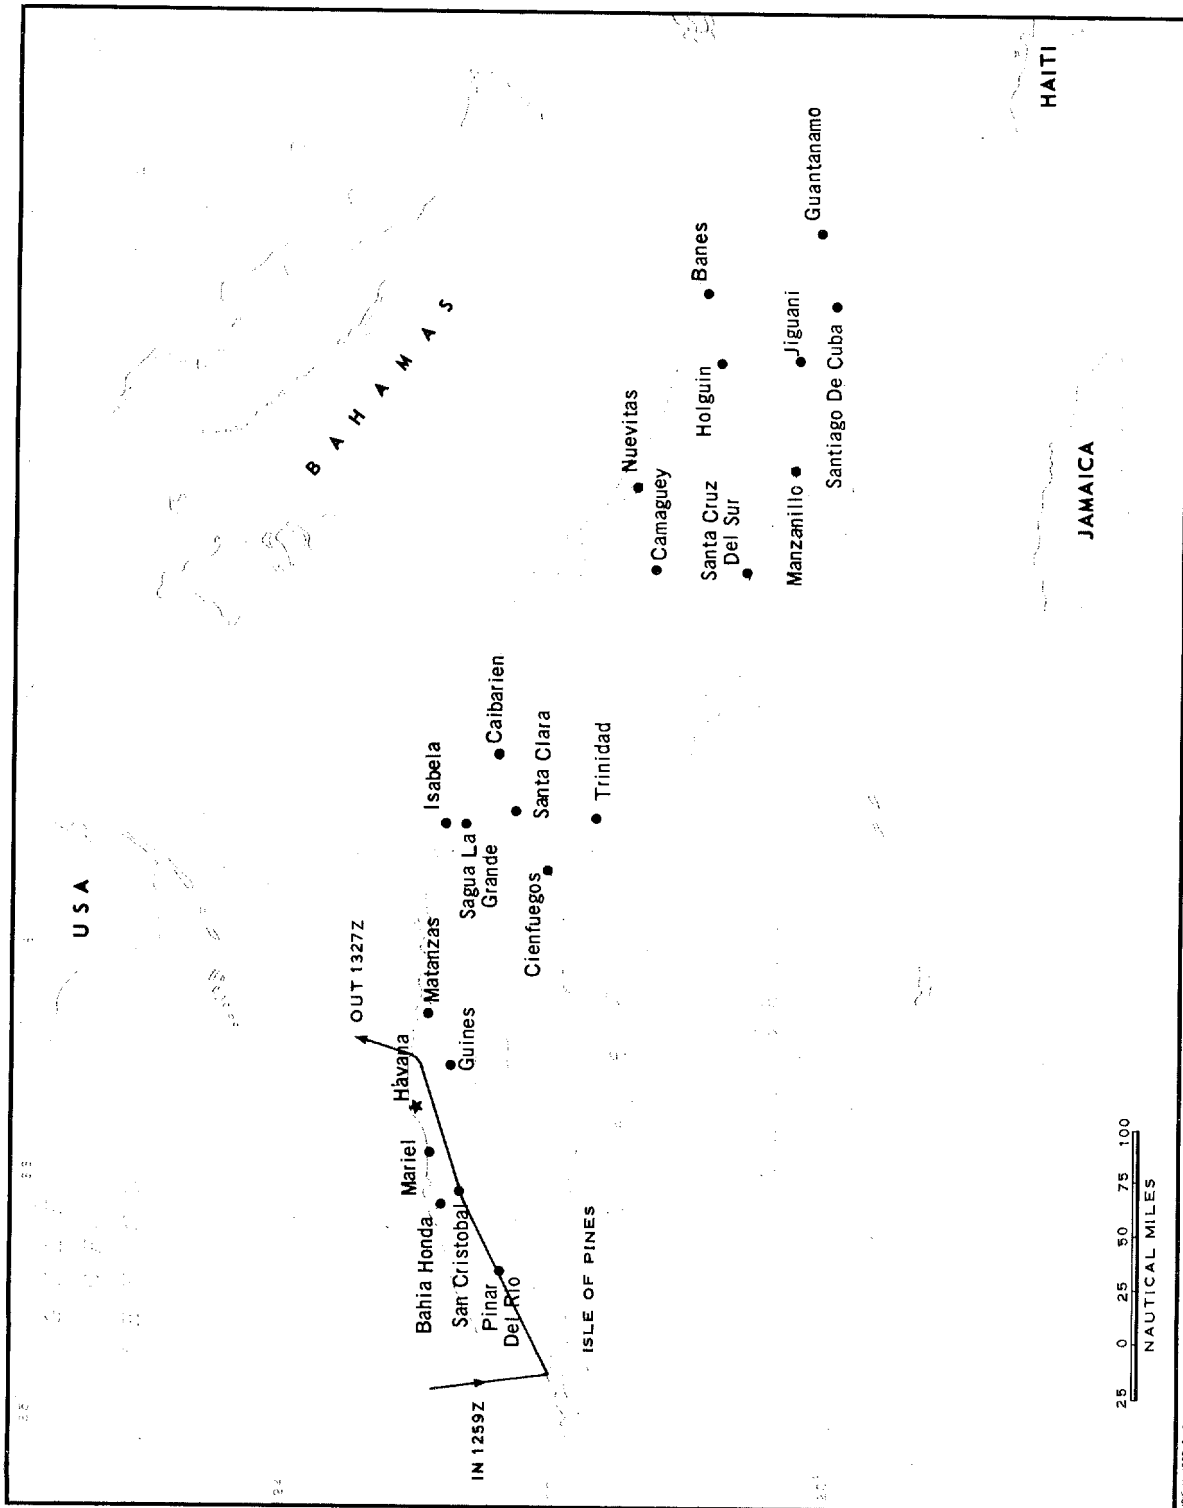 USA
BAHAMAS
HAITI
JAMAICA
IN 1259Z
OUT 1327Z
Havana
Mariel
Bahia Honda
San Cristobal
Pinar
Del Rio
ISLE OF PINES
Matanzas
Guines
Isabela
Sagua La
Grande
Caibarien
Santa Clara
Cienfuegos
Trinidad
Nuevitas
Camaguey
Santa Cruz
Del Sur
Holguin
Banes
Manzanillo
Jiguani
Santiago De Cuba
Guantanamo
25 0 25 50 75 100
NAUTICAL MILES